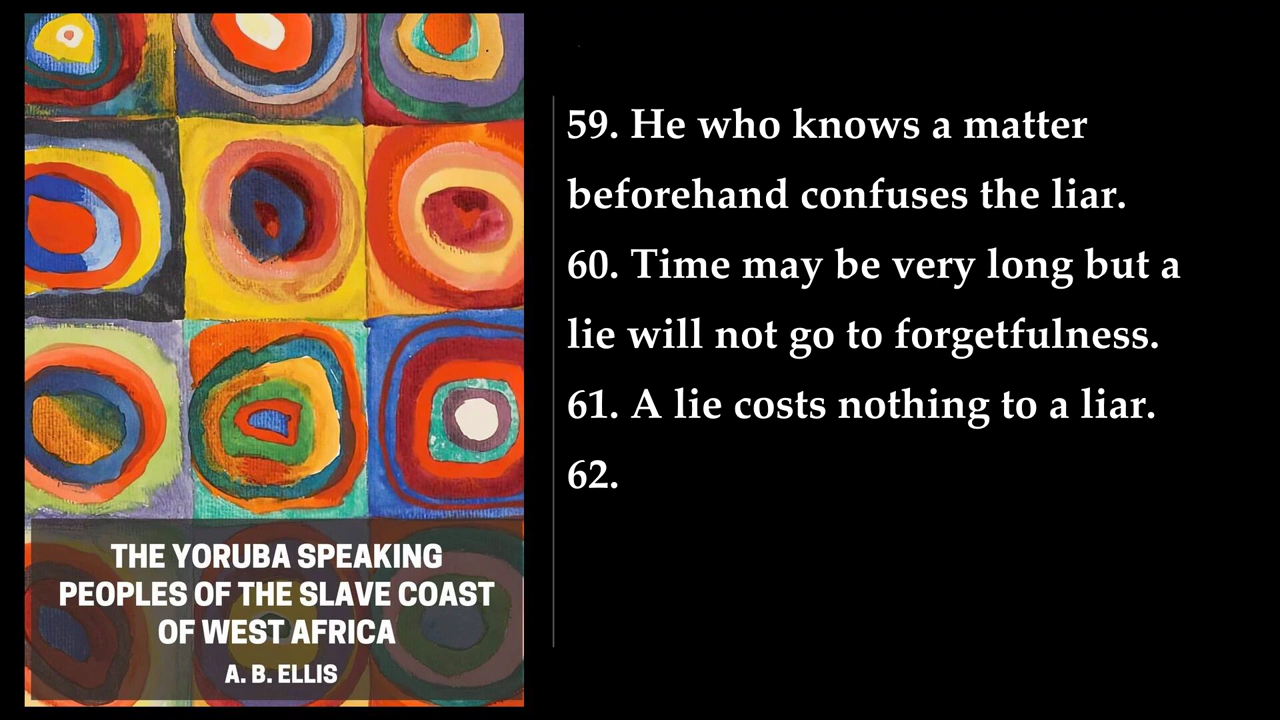 THE YORUBA SPEAKING
PEOPLES OF THE SLAVE COAST
OF WEST AFRICA
A. B. ELLIS
59. He who knows a matter
beforehand confuses the liar.
60. Time may be very long but a
lie will not go to forgetfulness.
61. A lie costs nothing to a liar.
62.